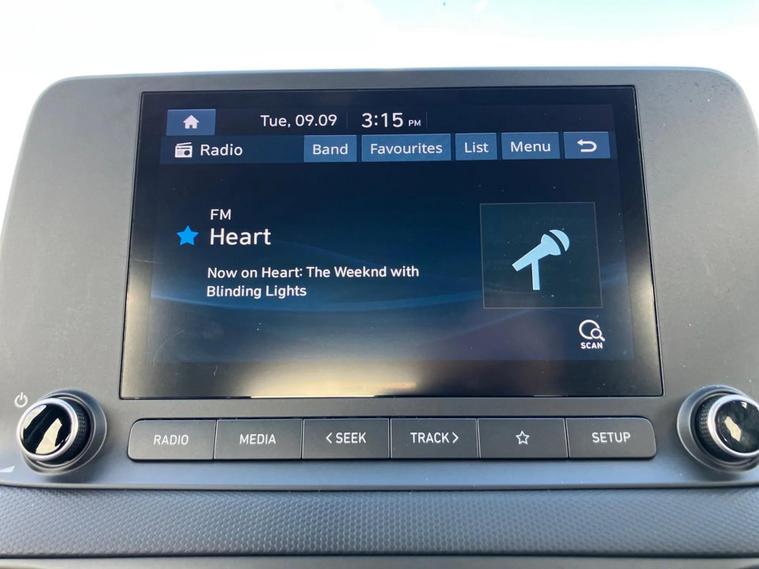 Tue, 09.09 3:15 PM
Radio Band Favourites List Menu
FM
Heart
Now on Heart: The Weeknd with
Blinding Lights
SCAN
RADIO MEDIA < SEEK TRACK > ☆ SETUP